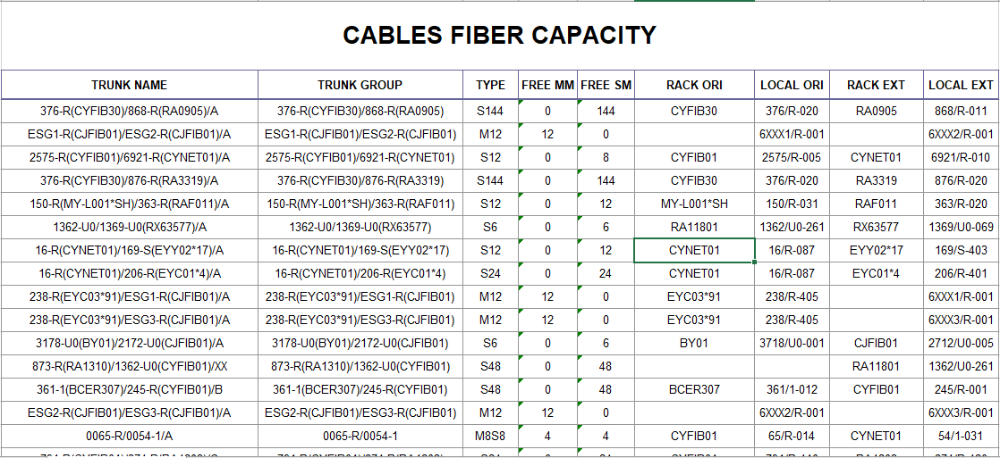 CABLES FIBER CAPACITY
TRUNK NAME TRUNK GROUP TYPE FREE MM FREE SM RACK ORI LOCAL ORI RACK EXT LOCAL EXT
376-R(CYFIB30)/868-R(RA0905)/A 376-R(CYFIB30)/868-R(RA0905) S144 0 144 CYFIB30 376/R-020 RA0905 868/R-011
ESG1-R(CJFIB01)/ESG2-R(CJFIB01)/A ESG1-R(CJFIB01)/ESG2-R(CJFIB01) M12 12 0 6XXX1/R-001 6XXX2/R-001
2575-R(CYFIB01)/6921-R(CYNET01)/A 2575-R(CYFIB01)/6921-R(CYNET01) S12 0 8 CYFIB01 2575/R-005 CYNET01 6921/R-010
376-R(CYFIB30)/876-R(RA3319)/A 376-R(CYFIB30)/876-R(RA3319) S144 0 144 CYFIB30 376/R-020 RA3319 876/R-020
150-R(MY-L001*SH)/363-R(RAF011)/A 150-R(MY-L001*SH)/363-R(RAF011) S12 0 12 MY-L001*SH 150/R-031 RAF011 363/R-020
1362-U0/1369-U0(RX63577)/A 1362-U0/1369-U0(RX63577) S6 0 6 RA11801 1362/U0-261 RX63577 1369/U0-069
16-R(CYNET01)/169-S(EYY02*17)/A 16-R(CYNET01)/169-S(EYY02*17) S12 0 12 CYNET01 16/R-087 EYY02*17 169/S-403
16-R(CYNET01)/206-R(EYC01*4)/A 16-R(CYNET01)/206-R(EYC01*4) S24 0 24 CYNET01 16/R-087 EYC01*4 206/R-401
238-R(EYC03*91)/ESG1-R(CJFIB01)/A 238-R(EYC03*91)/ESG1-R(CJFIB01) M12 12 0 EYC03*91 238/R-405 6XXX1/R-001
238-R(EYC03*91)/ESG3-R(CJFIB01)/A 238-R(EYC03*91)/ESG3-R(CJFIB01) M12 12 0 EYC03*91 238/R-405 6XXX3/R-001
3178-U0(BY01)/2172-U0(CJFIB01)/A 3178-U0(BY01)/2172-U0(CJFIB01) S6 0 6 BY01 3718/U0-001 CJFIB01 2712/U0-005
873-R(RA1310)/1362-U0(CYFIB01)/XX 873-R(RA1310)/1362-U0(CYFIB01) S48 0 48 RA11801 1362/U0-261
361-1(BCER307)/245-R(CYFIB01)/B 361-1(BCER307)/245-R(CYFIB01) S48 0 48 BCER307 361/1-012 CYFIB01 245/R-001
ESG2-R(CJFIB01)/ESG3-R(CJFIB01)/A ESG2-R(CJFIB01)/ESG3-R(CJFIB01) M12 12 0 6XXX2/R-001 6XXX3/R-001
0065-R/0054-1/A 0065-R/0054-1 M8S8 4 4 CYFIB01 65/R-014 CYNET01 54/1-031